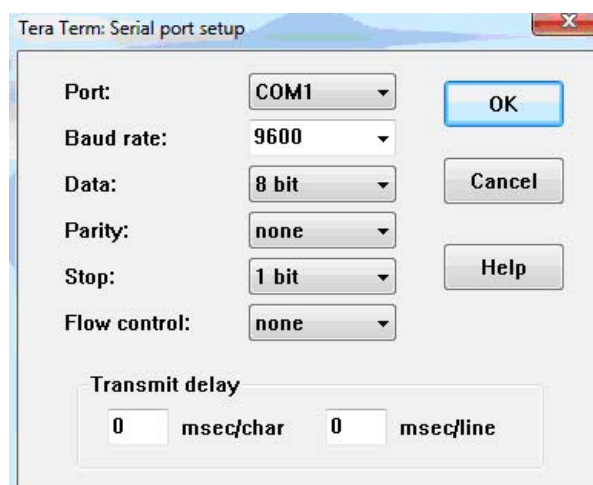 Tera Term: Serial port setup
Port: COM1 OK
Baud rate: 9600
Data: 8 bit Cancel
Parity: none
Stop: 1 bit Help
Flow control: none
Transmit delay
0 msec/char 0 msec/line